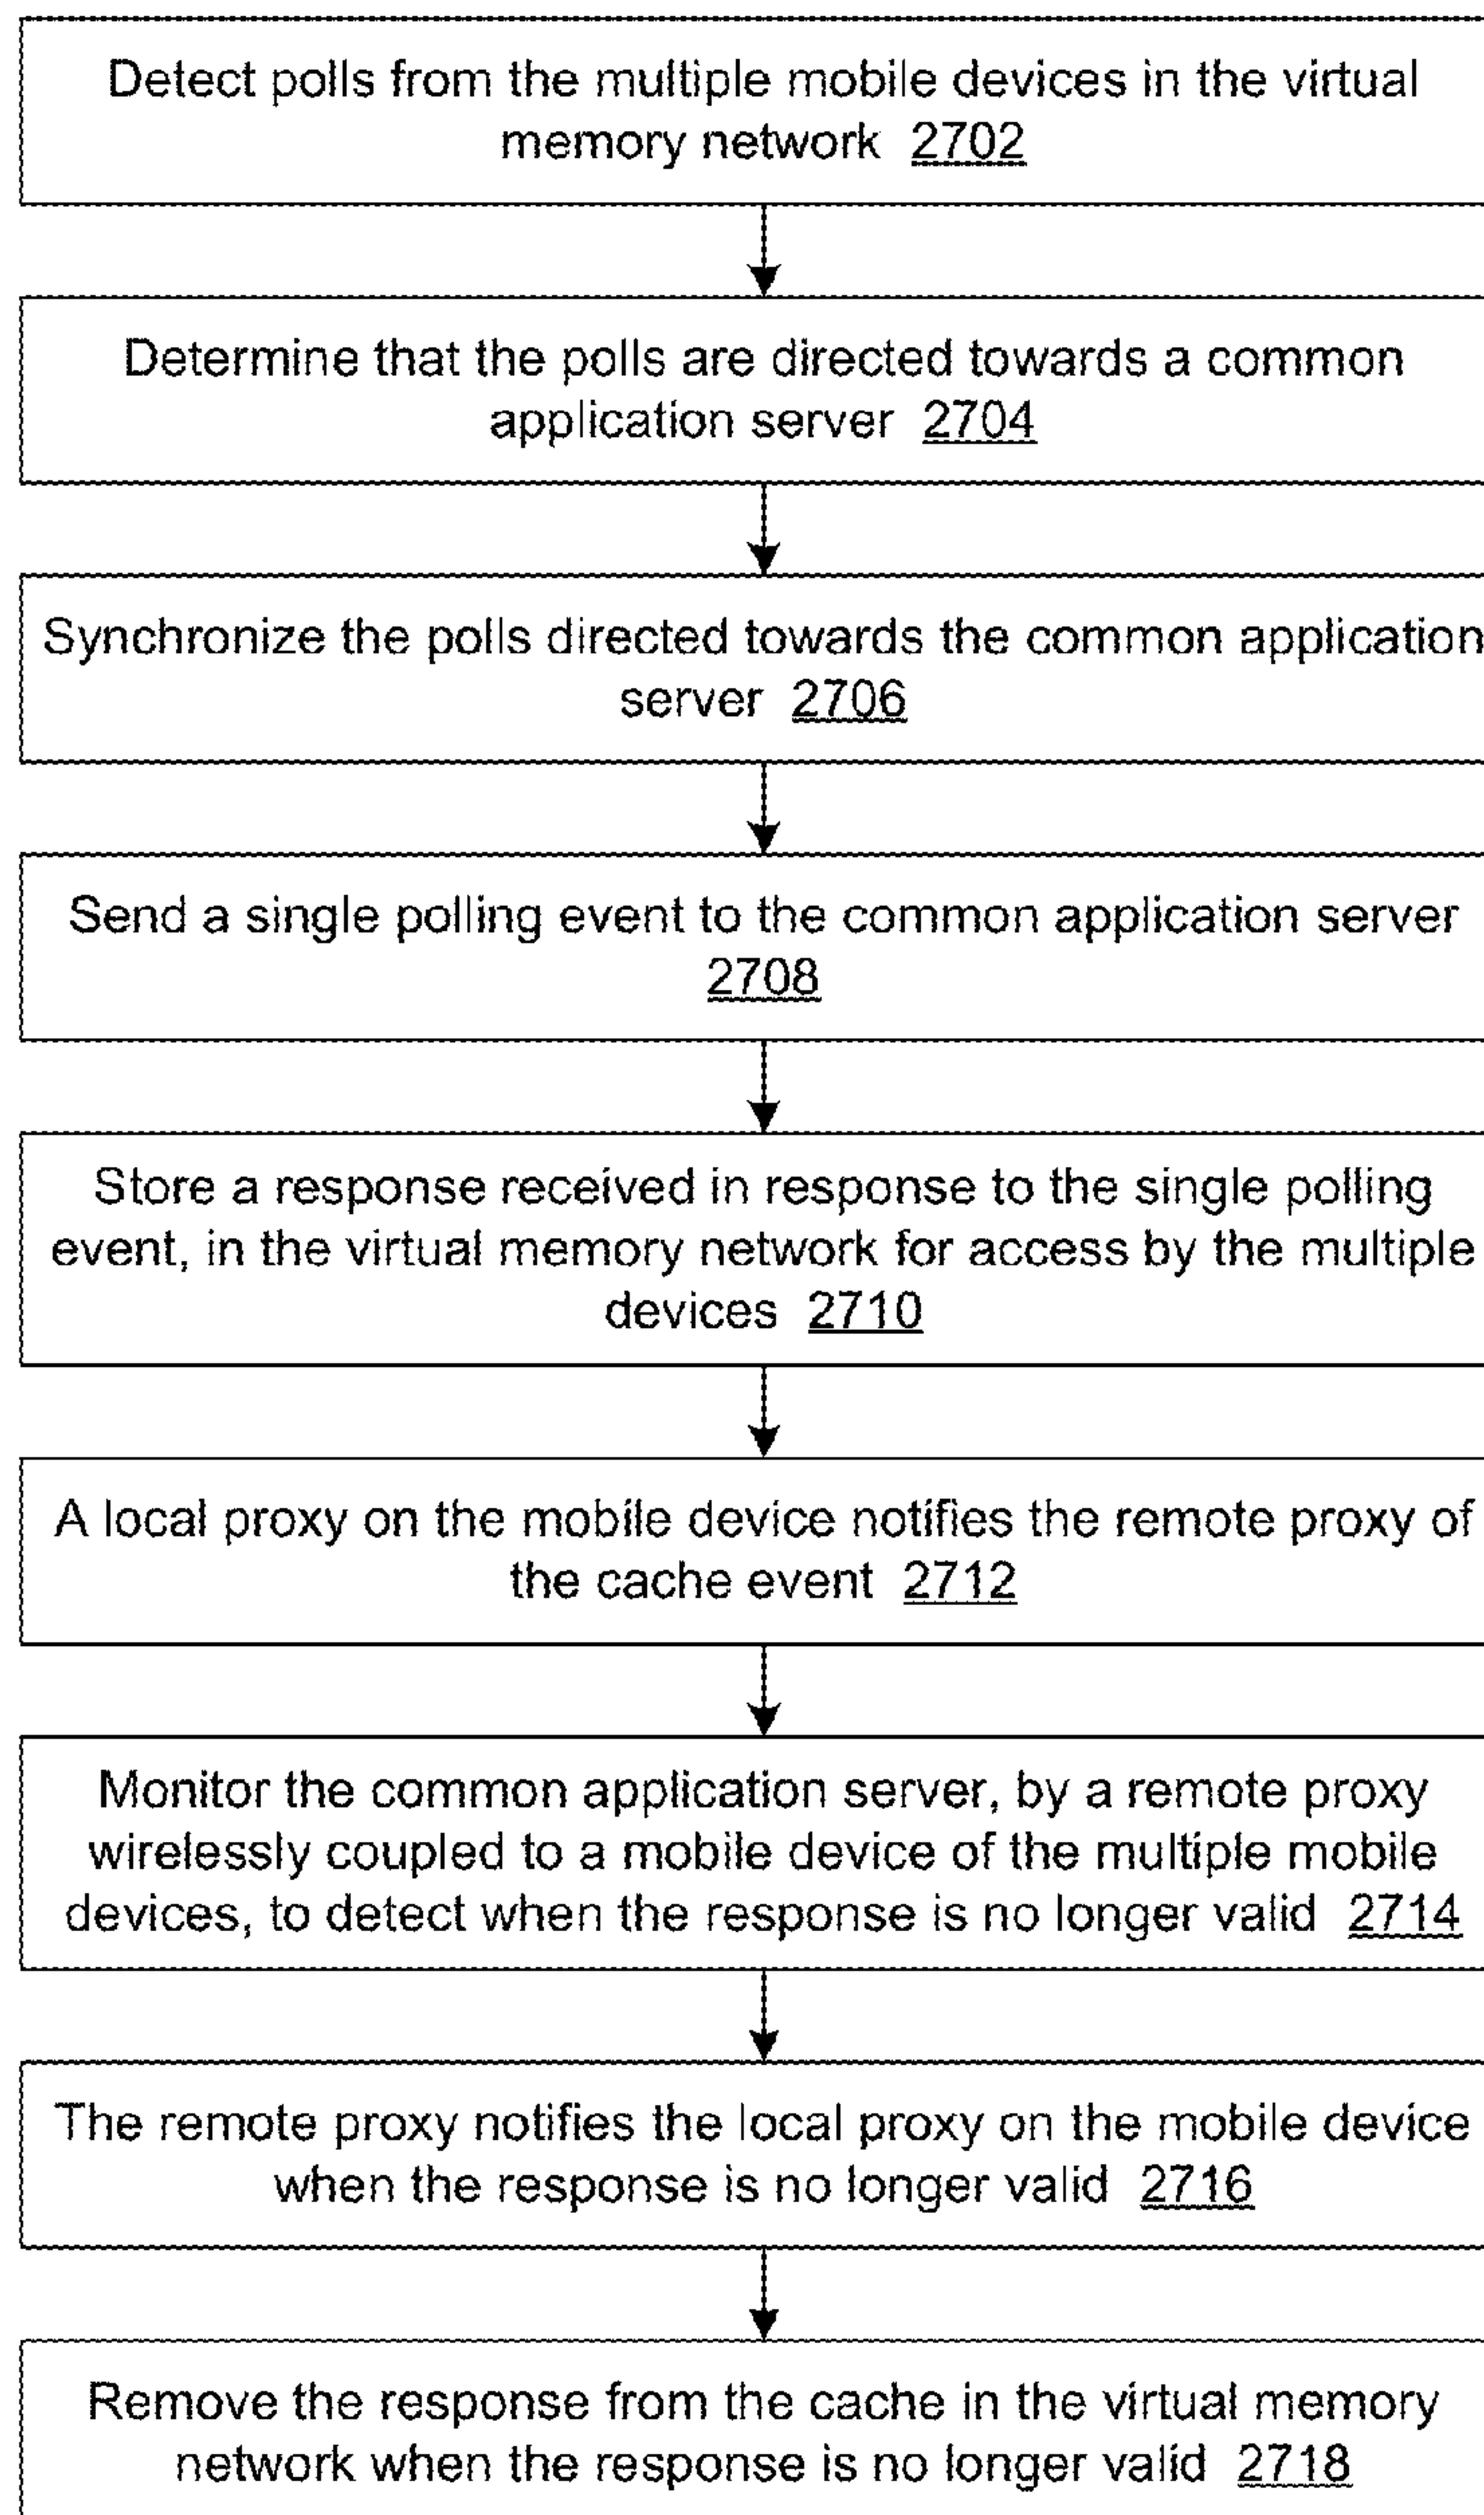 Detect polls from the multiple mobile devices in the virtual
memory network 2702
Determine that the polls are directed towards a common
application server 2704
Synchronize the polls directed towards the common application
server 2706
Send a single polling event to the common application server
2708
Store a response received in response to the single polling
event, in the virtual memory network for access by the multiple
devices 2710
A local proxy on the mobile device notifies the remote proxy of
the cache event 2712
Monitor the common application server, by a remote proxy
wirelessly coupled to a mobile device of the multiple mobile
devices, to detect when the response is no longer valid 2714
The remote proxy notifies the local proxy on the mobile device
when the response is no longer valid 2716
Remove the response from the cache in the virtual memory
network when the response is no longer valid 2718